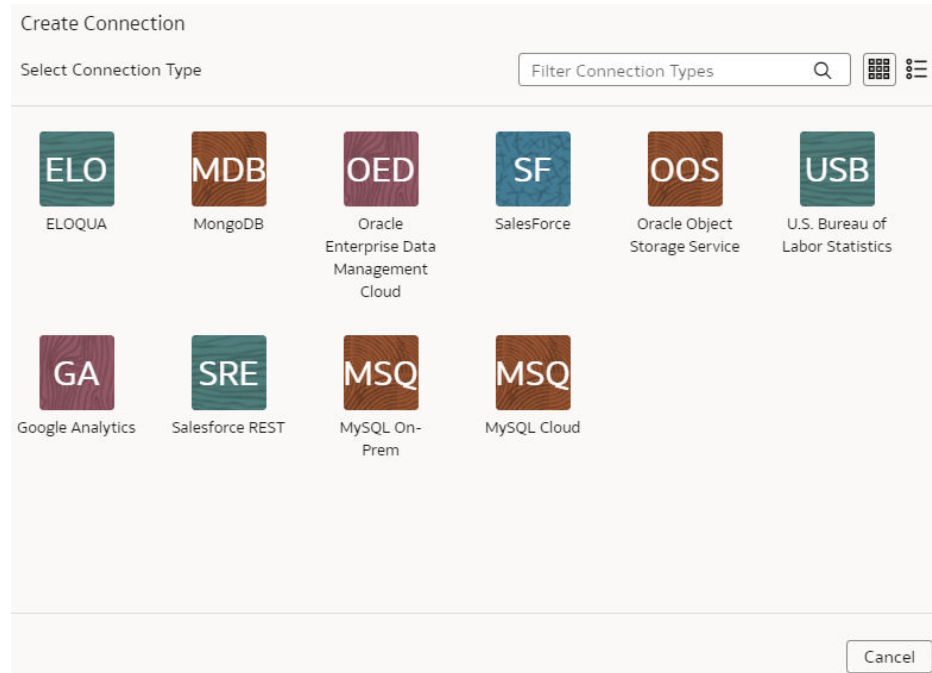 Create Connection
Select Connection Type
Filter Connection Types
ELO
MDB
OED
SF
OOS
USB
ELOQUA
MongoDB
Oracle
Enterprise Data
Management
Cloud
SalesForce
Oracle Object
Storage Service
U.S. Bureau of
Labor Statistics
GA
SRE
MSQ
MSQ
Google Analytics
Salesforce REST
MySQL On-
Prem
MySQL Cloud
Cancel